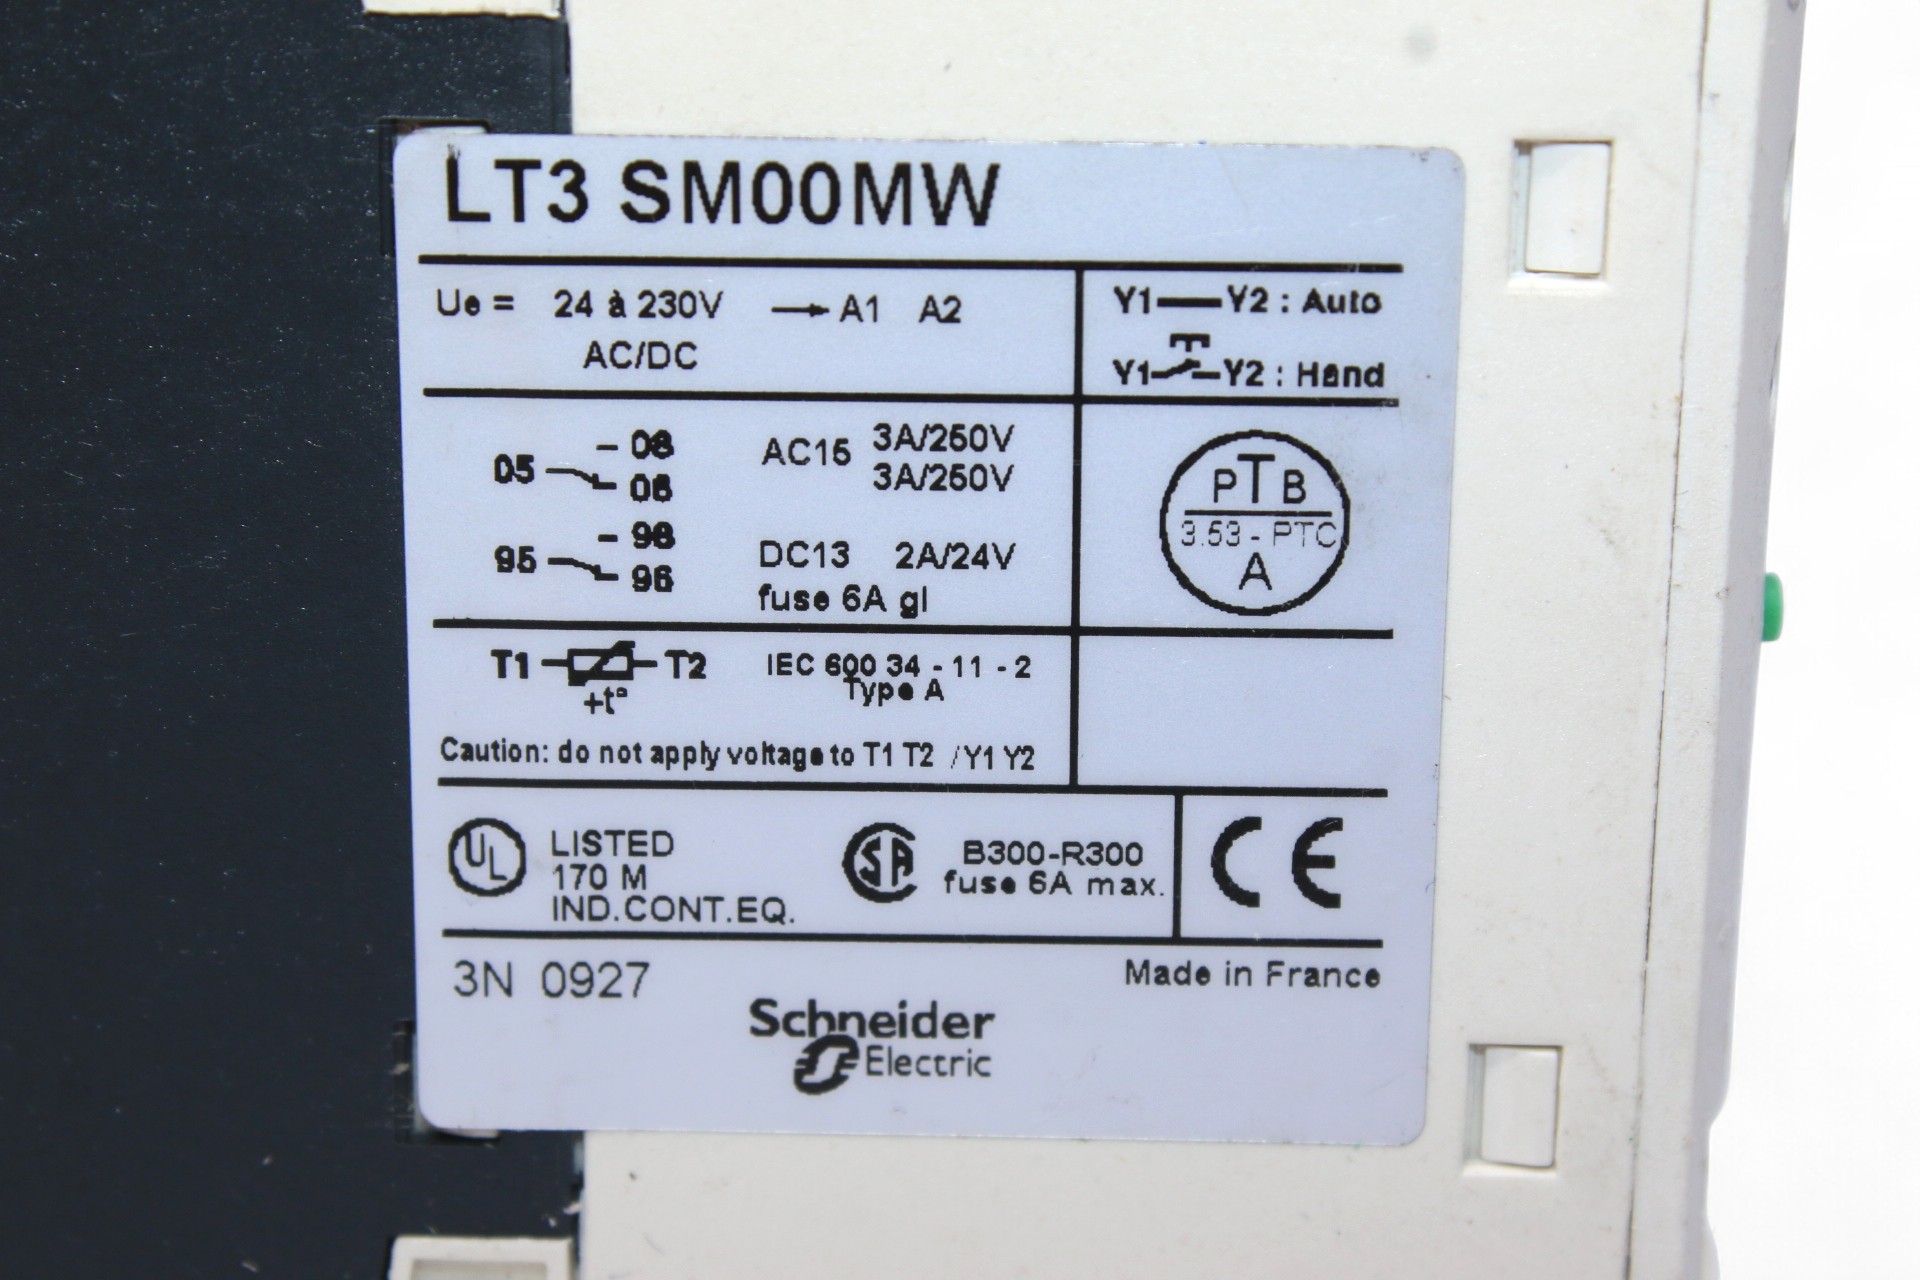 LT3 SM00MW
Ue = 24 à 230V → A1 A2
AC/DC
Y1 Y2 : Auto
Y1 Y2 : Hand
05 08
06
95 98
96
AC15 3A/250V
3A/250V
DC13 2A/24V
fuse 6A gl
PTB
3.53 - PTC
A
T1 T2
+t°
IEC 600 34 - 11 - 2
Type A
Caution: do not apply voltage to T1 T2 / Y1 Y2
UL LISTED
170 M
IND.CONT.EQ.
SA B300-R300
fuse 6A max.
CE
3N 0927
Made in France
Schneider
Electric